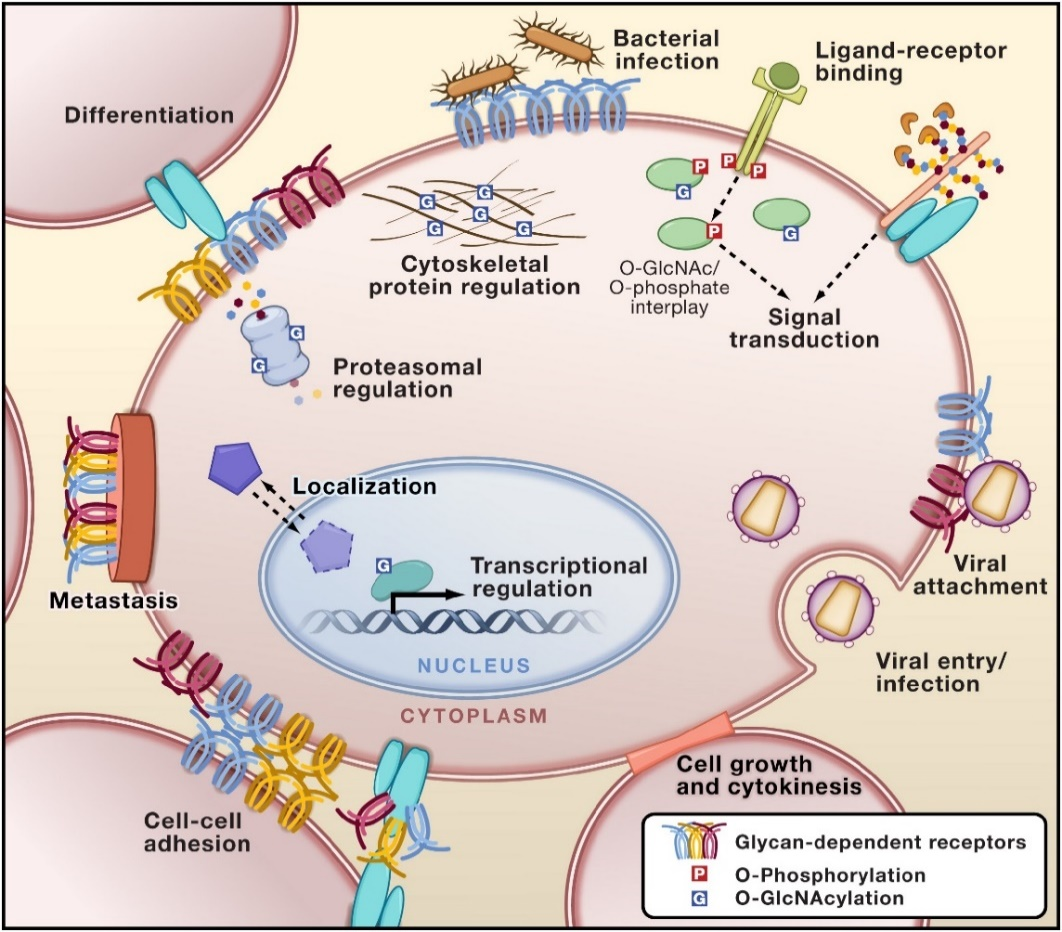 Bacterial
infection
Ligand-receptor
binding
Differentiation
P
P
P
G
G
G
G
G
G
P
G
Cytoskeletal
protein regulation
O-GlcNAc/
O-phosphate
interplay
Signal
transduction
G
G
Proteasomal
regulation
Localization
G
Transcriptional
regulation
NUCLEUS
CYTOPLASM
Metastasis
Viral
attachment
Viral entry/
infection
Cell growth
and cytokinesis
Cell-cell
adhesion
Glycan-dependent receptors
P O-Phosphorylation
G O-GlcNAcylation